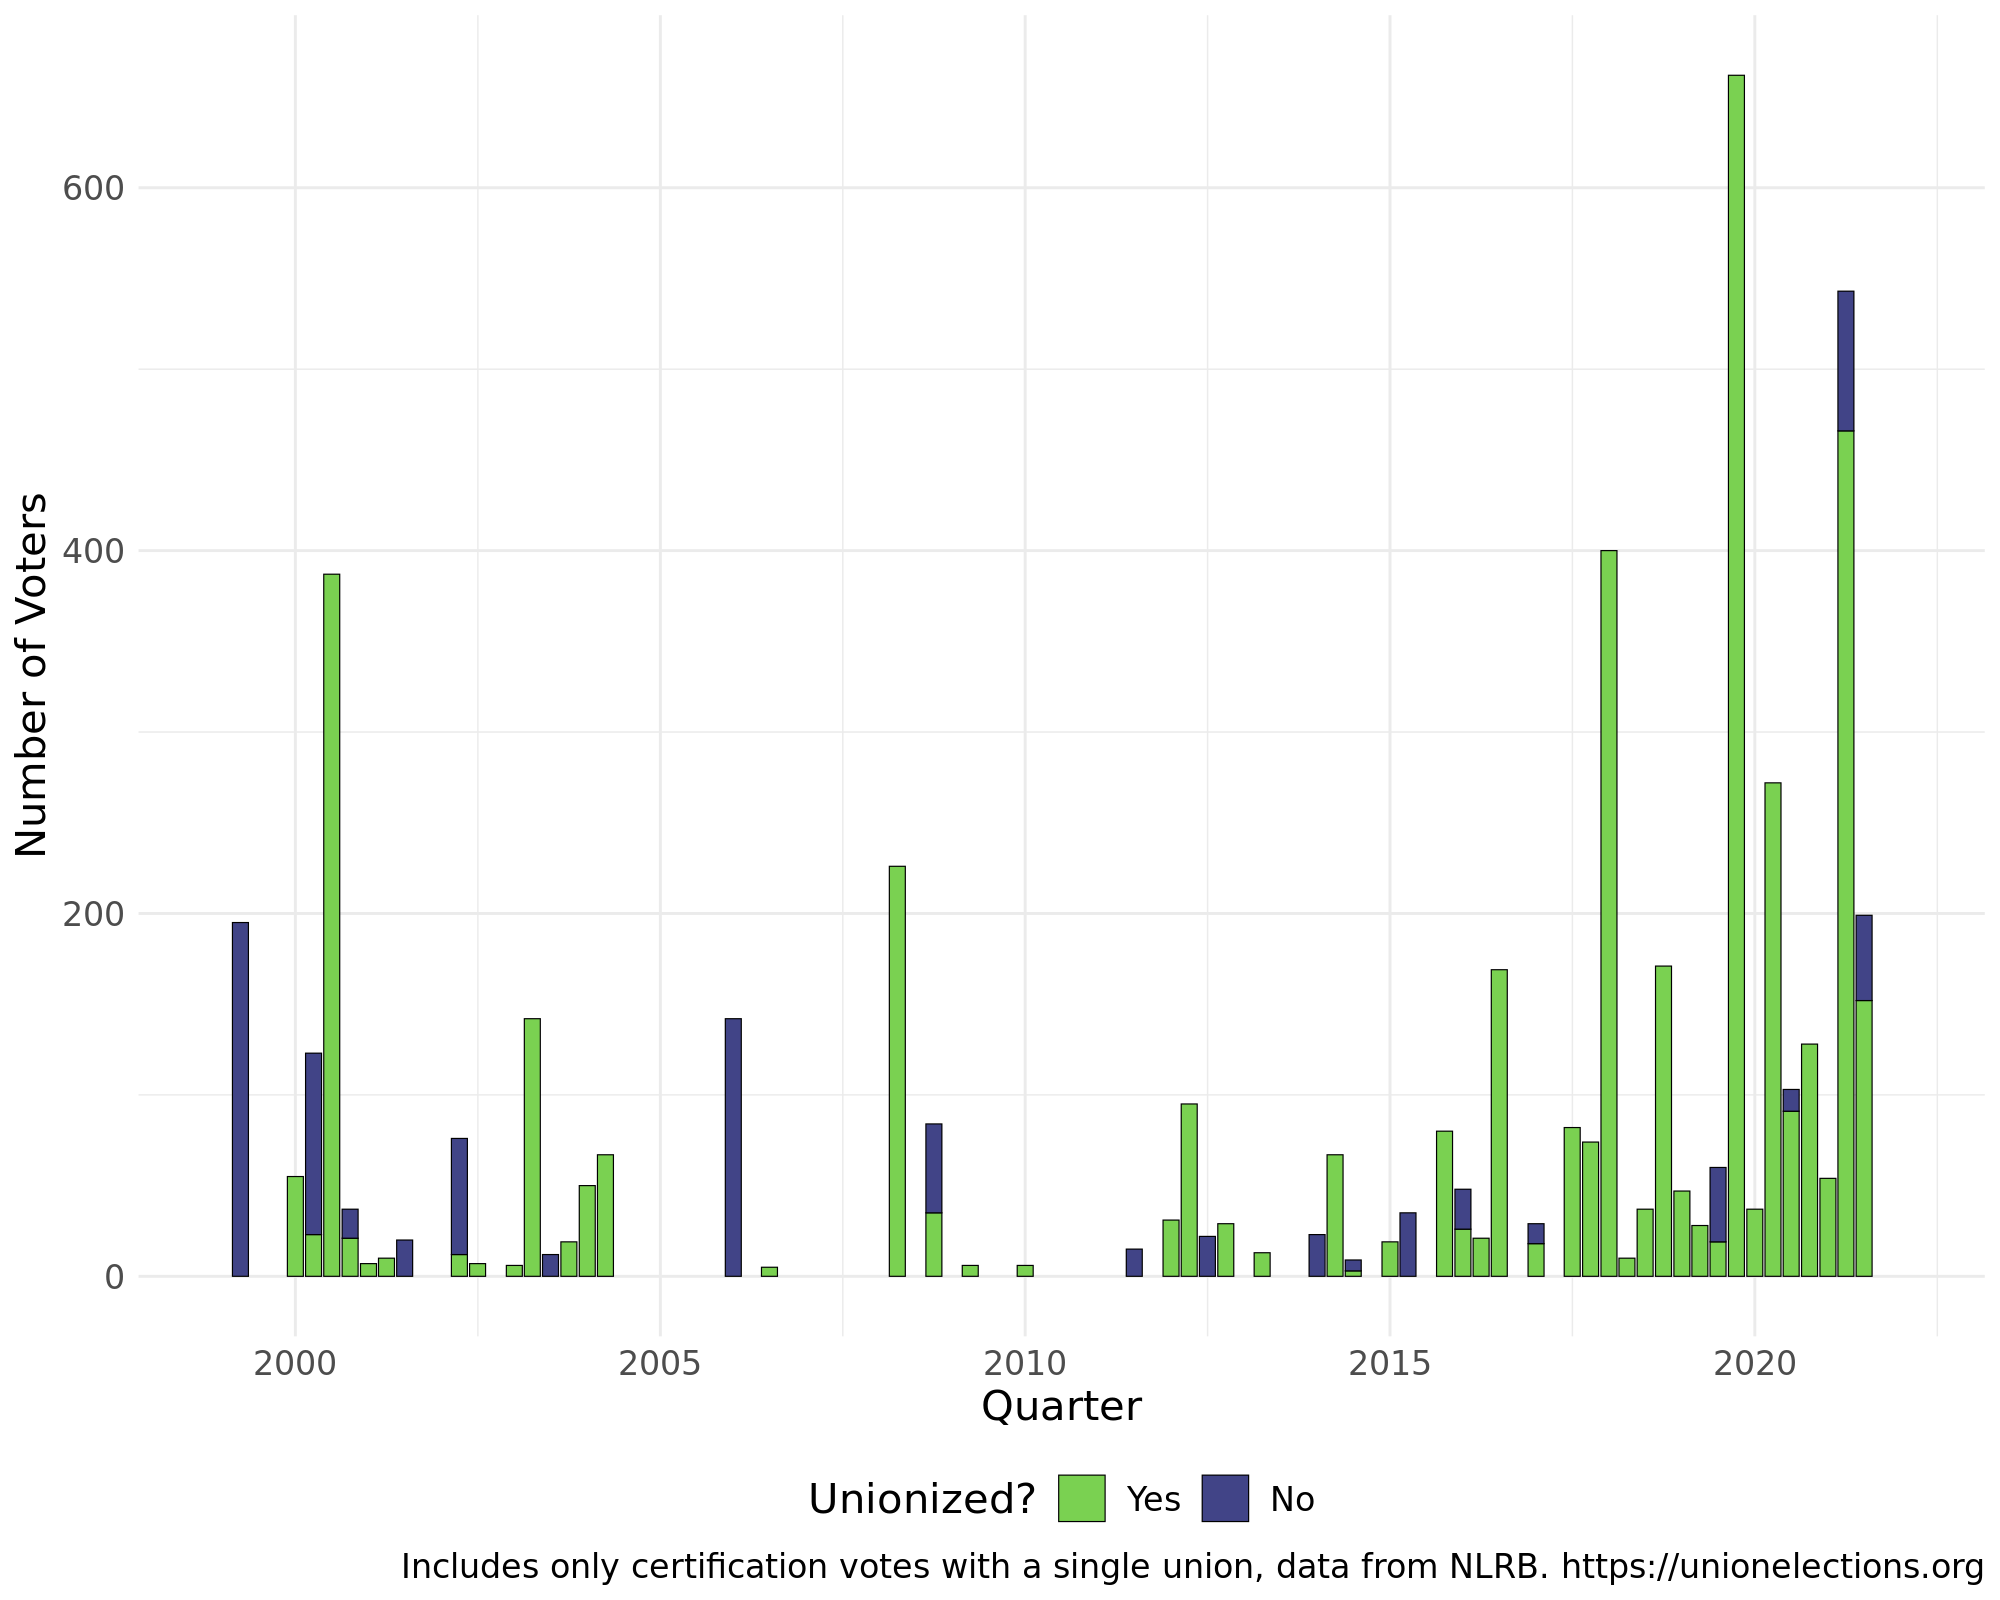 Number of Voters
600
400
200
0
2000 2005 2010 2015 2020
Quarter
Unionized? Yes No
Includes only certification votes with a single union, data from NLRB. https://unionelections.org